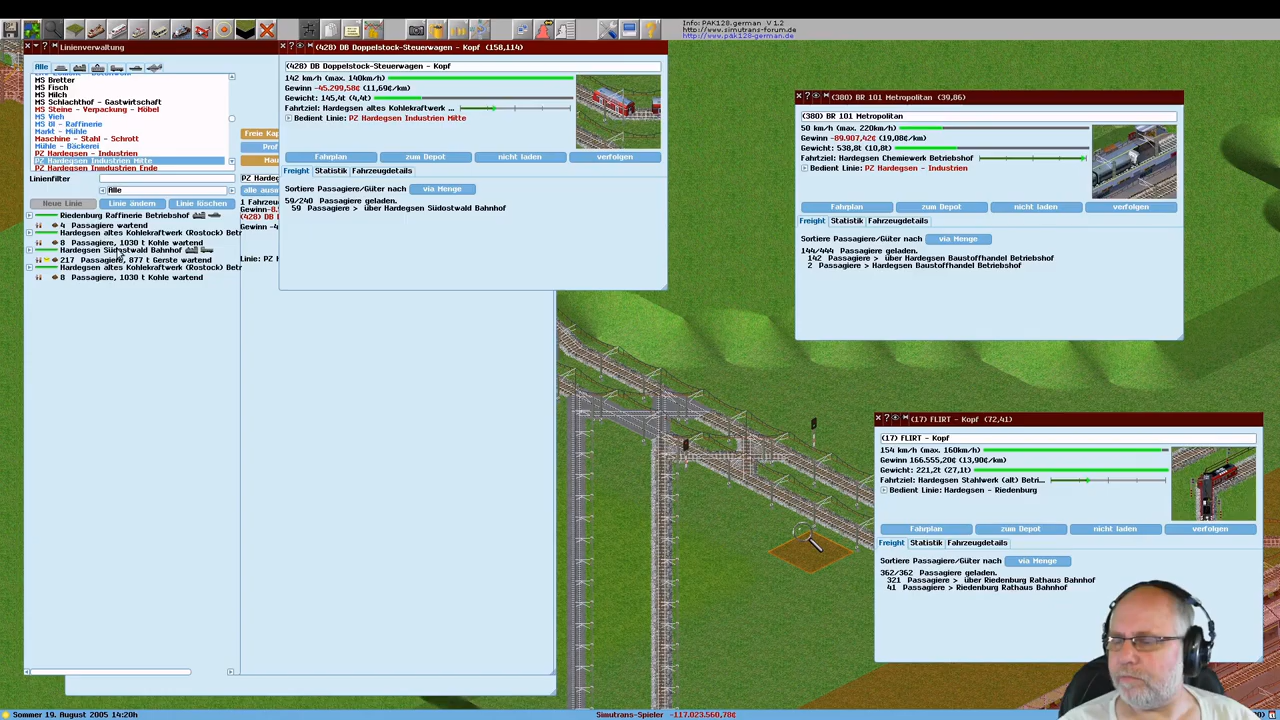 Info: PAK128.german  V 1.2
http://www.simutrans-forum.de
http://www.pak128-german.de
Linienverwaltung
Alle
MS Bretter
MS Fisch
MS Milch
MS Schlachthof - Gastwirtschaft
MS Steine - Verpackung - Möbel
MS Vieh
MS Öl - Raffinerie
Markt - Mühle
Maschine - Stahl - Schrott
Mühle - Bäckerei
PZ Hardegsen - Industrien
PZ Hardegsen Industrien Mitte
PZ Hardegsen Inmdustrien Ende
Linienfilter
Alle
Neue Linie
Linie ändern
Linie löschen
Riedenburg Raffinerie Betriebshof
4  Passagiere wartend
Hardegsen altes Kohlekraftwerk (Rostock) Betr
8  Passagiere, 1030 t Kohle wartend
Hardegsen Südostwald Bahnhof
217  Passagiere, 877 t Gerste wartend
Hardegsen altes Kohlekraftwerk (Rostock) Betr
8  Passagiere, 1030 t Kohle wartend
Freie Kap
Prof
Mau
PZ Hardeg
alle ausw
1 Fahrzeu
Gewinn
(428) DB
Gewinn
Linie: PZ H
(428) DB Doppelstock-Steuerwagen - Kopf (158,114)
(428) DB Doppelstock-Steuerwagen - Kopf
142 km/h (max. 140km/h)
Gewinn -45.299,58¢ (11,69¢/km)
Gewicht: 145,4t (4,4t)
Fahrtziel: Hardegsen altes Kohlekraftwerk ...
Bedient Linie: PZ Hardegsen Industrien Mitte
Fahrplan
zum Depot
nicht laden
verfolgen
Freight
Statistik
Fahrzeugdetails
Sortiere Passagiere/Güter nach
via Menge
59/240  Passagiere geladen.
59  Passagiere >  über Hardegsen Südostwald Bahnhof
(380) BR 101 Metropolitan (39,86)
(380) BR 101 Metropolitan
50 km/h (max. 220km/h)
Gewinn -89.907,42¢ (19,08¢/km)
Gewicht: 538,8t (10,8t)
Fahrtziel: Hardegsen Chemiewerk Betriebshof
Bedient Linie: PZ Hardegsen - Industrien
Fahrplan
zum Depot
nicht laden
verfolgen
Freight
Statistik
Fahrzeugdetails
Sortiere Passagiere/Güter nach
via Menge
144/444  Passagiere geladen.
142  Passagiere >  über Hardegsen Baustoffhandel Betriebshof
2  Passagiere > Hardegsen Baustoffhandel Betriebshof
(17) FLIRT - Kopf (72,41)
(17) FLIRT - Kopf
154 km/h (max. 160km/h)
Gewinn 166.555,20¢ (13,90¢/km)
Gewicht: 221,2t (27,1t)
Fahrtziel: Hardegsen Stahlwerk (alt) Betri...
Bedient Linie: Hardegsen - Riedenburg
Fahrplan
zum Depot
nicht laden
verfolgen
Freight
Statistik
Fahrzeugdetails
Sortiere Passagiere/Güter nach
via Menge
362/362  Passagiere geladen.
321  Passagiere >  über Riedenburg Rathaus Bahnhof
41  Passagiere > Riedenburg Rathaus Bahnhof
Sommer 19. August 2005 14:20h
Simutrans-Spieler
-117.023.560,78¢